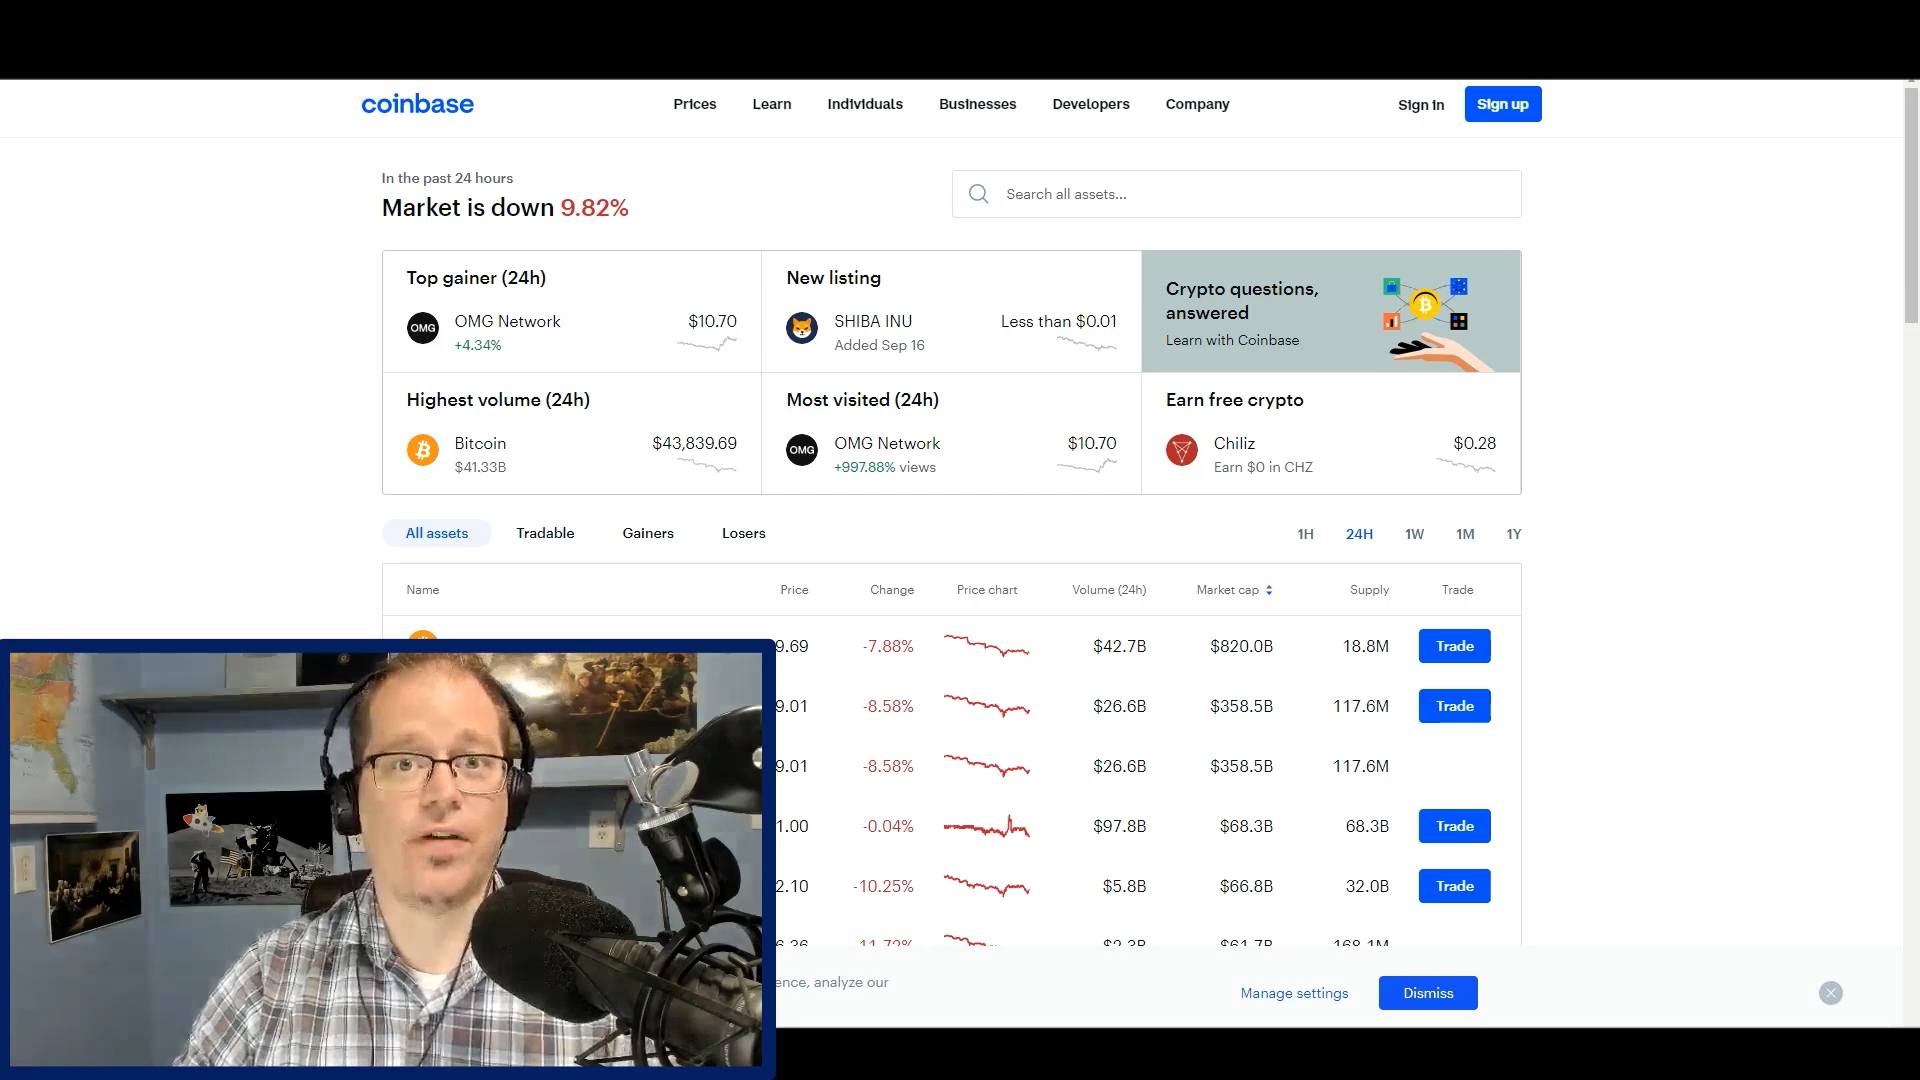 coinbase
Prices Learn Individuals Businesses Developers Company Sign in Sign up
In the past 24 hours
Market is down 9.82%
Search all assets...
Top gainer (24h)
OMG
OMG Network $10.70
+4.34%
New listing
SHIBA INU Less than $0.01
Added Sep 16
Crypto questions,
answered
Learn with Coinbase
Highest volume (24h)
Bitcoin $43,839.69
$41.33B
Most visited (24h)
OMG
OMG Network $10.70
+997.88% views
Earn free crypto
Chiliz $0.28
Earn $0 in CHZ
All assets Tradable Gainers Losers 1H 24H 1W 1M 1Y
Name Price Change Price chart Volume (24h) Market cap Supply Trade
9.69 -7.88% $42.7B $820.0B 18.8M Trade
9.01 -8.58% $26.6B $358.5B 117.6M Trade
9.01 -8.58% $26.6B $358.5B 117.6M
1.00 -0.04% $97.8B $68.3B 68.3B Trade
2.10 -10.25% $5.8B $66.8B 32.0B Trade
ence, analyze our
Manage settings Dismiss